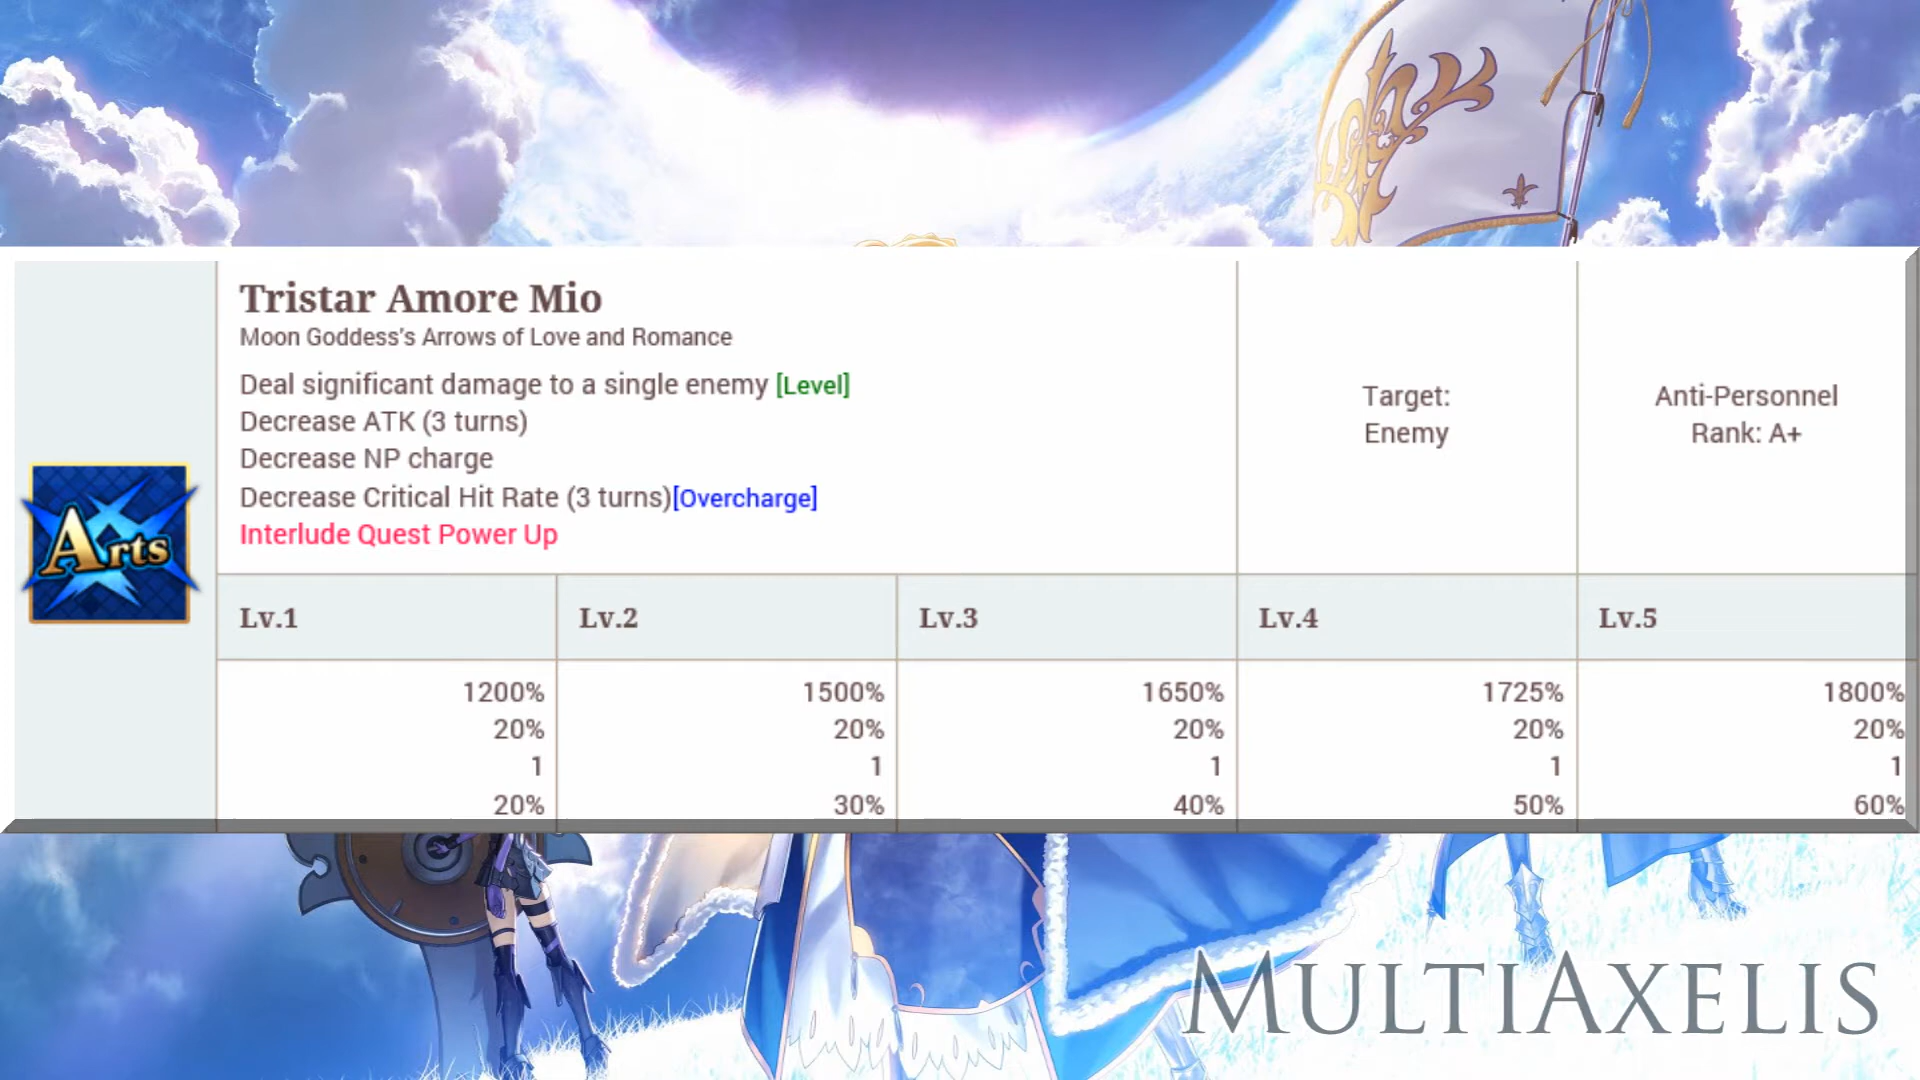 Tristar Amore Mio
Moon Goddess's Arrows of Love and Romance
Deal significant damage to a single enemy [Level]
Decrease ATK (3 turns)
Decrease NP charge
Decrease Critical Hit Rate (3 turns)[Overcharge]
Interlude Quest Power Up
Target:
Enemy
Anti-Personnel
Rank: A+
Arts
Lv.1 Lv.2 Lv.3 Lv.4 Lv.5
1200% 1500% 1650% 1725% 1800%
20% 20% 20% 20% 20%
1 1 1 1 1
20% 30% 40% 50% 60%
MULTIAXELIS